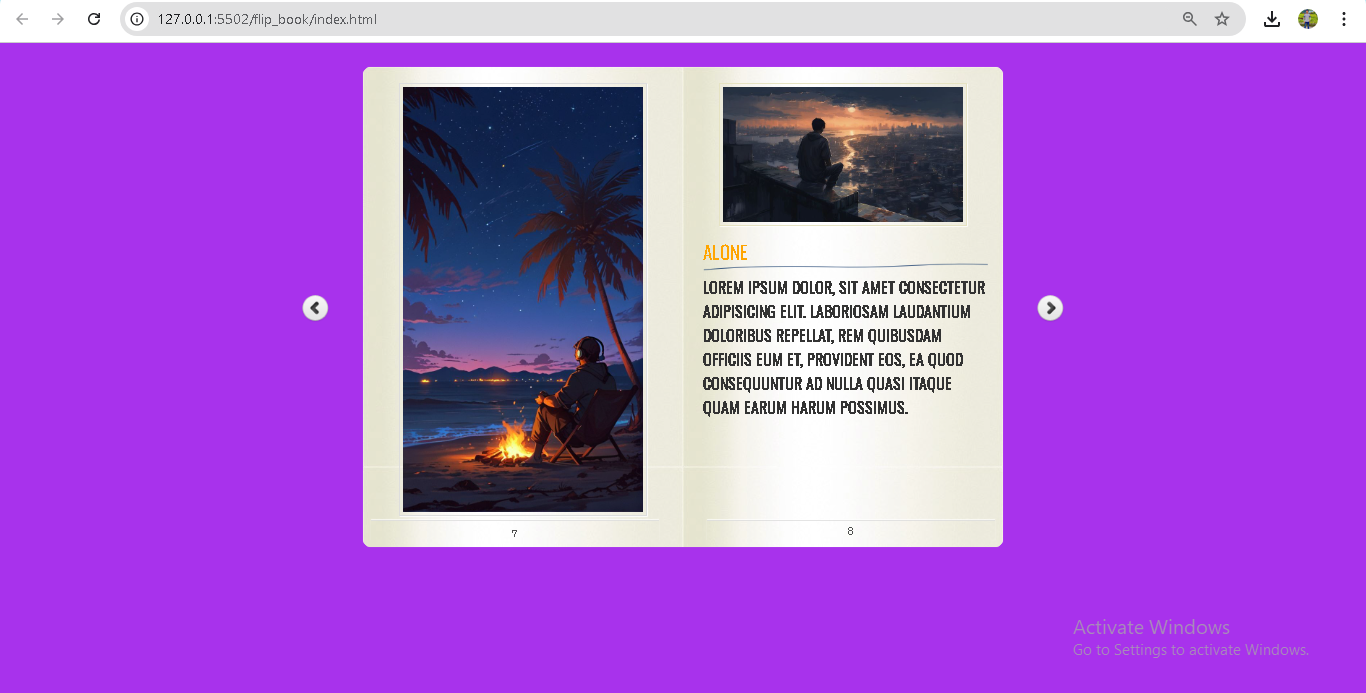 127.0.0.1:5502/flip_book/index.html
ALONE
LOREM IPSUM DOLOR, SIT AMET CONSECTETUR
ADIPISICING ELIT. LABORIOSAM LAUDANTIUM
DOLORIBUS REPELLAT, REM QUIBUSDAM
OFFICIIS EUM ET, PROVIDENT EOS, EA QUOD
CONSEQUUNTUR AD NULLA QUASI ITAQUE
QUAM EARUM HARUM POSSIMUS.
7
8
Activate Windows
Go to Settings to activate Windows.